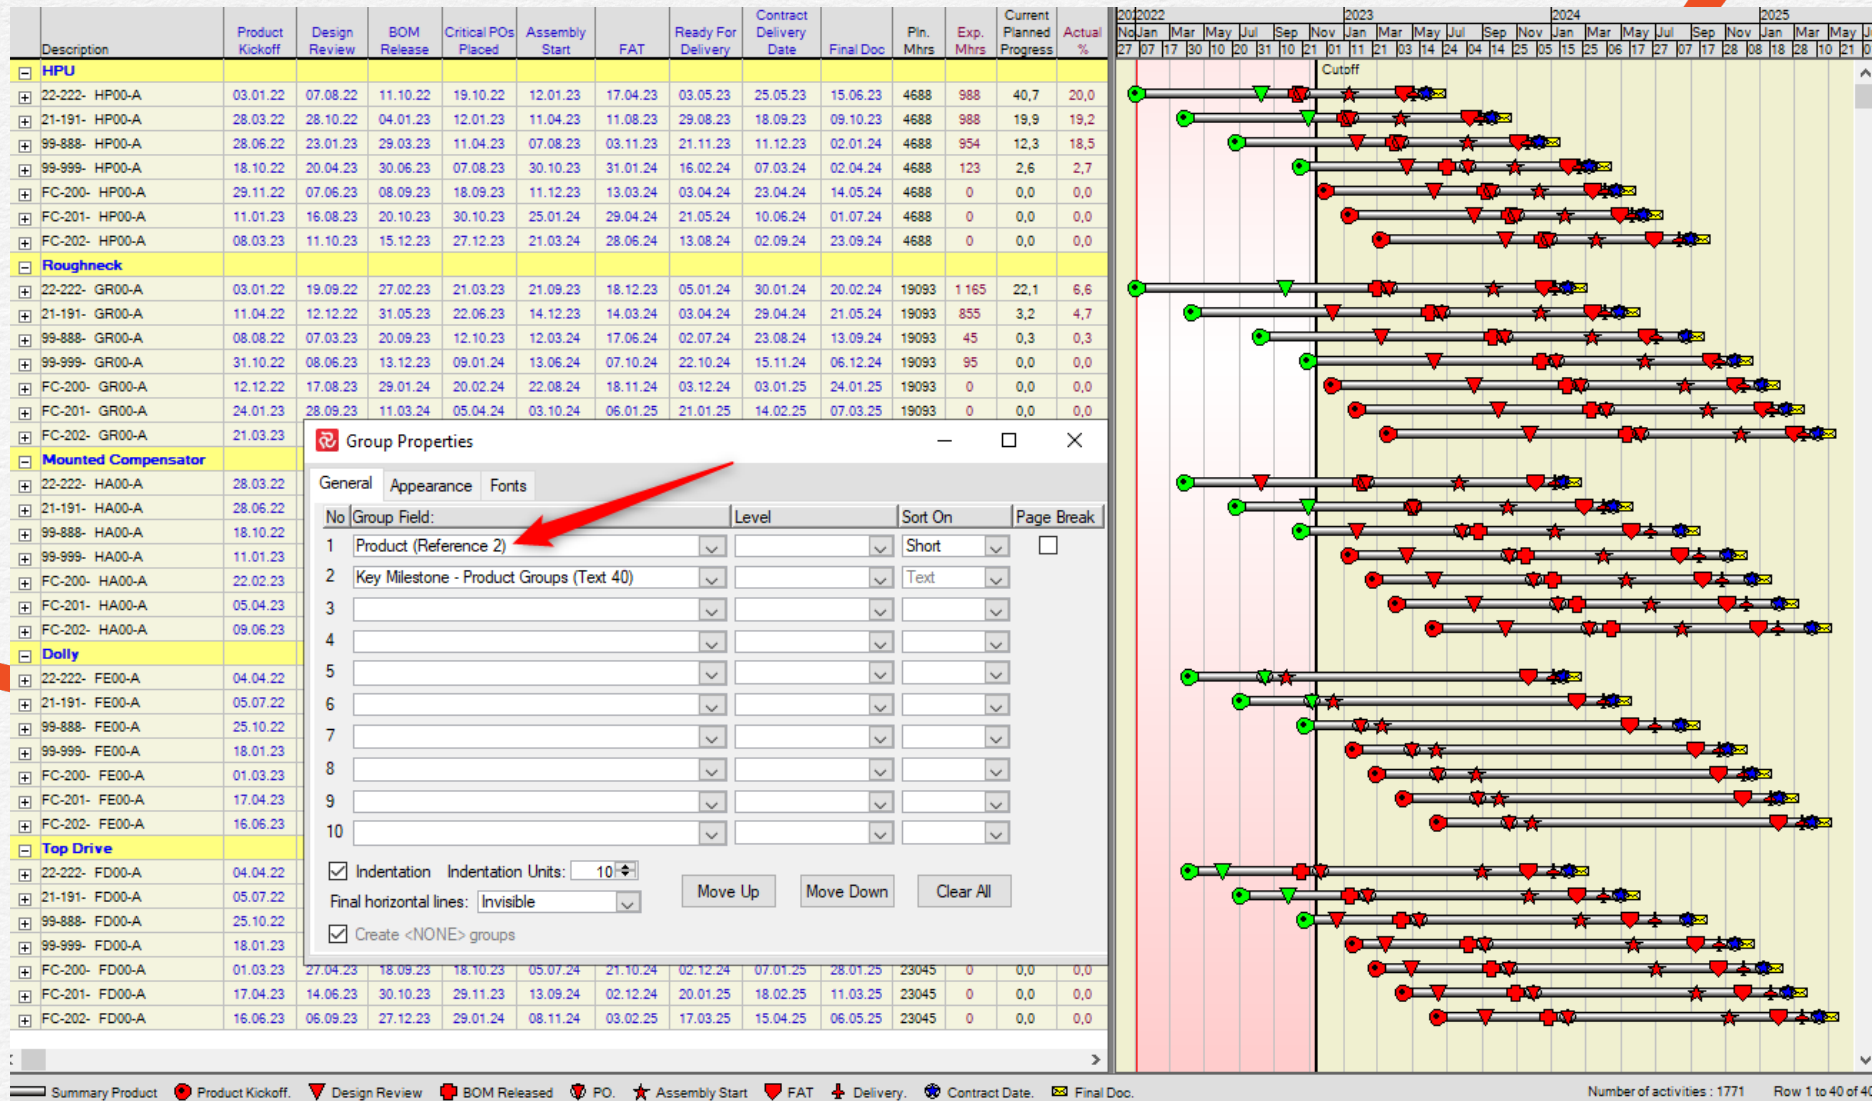 Description Product Kickoff Design Review BOM Release Critical POs Placed Assembly Start FAT Ready For Delivery Contract Delivery Date Final Doc Pln. Mhrs Exp. Mhrs Current Planned Progress Actual %
HPU
22-222- HP00-A 03.01.22 07.08.22 11.10.22 19.10.22 12.01.23 17.04.23 03.05.23 25.05.23 15.06.23 4688 988 40,7 20,0
21-191- HP00-A 28.03.22 28.10.22 04.01.23 12.01.23 11.04.23 11.08.23 29.08.23 18.09.23 09.10.23 4688 988 19,9 19,2
99-888- HP00-A 28.06.22 23.01.23 29.03.23 11.04.23 07.08.23 03.11.23 21.11.23 11.12.23 02.01.24 4688 954 12,3 18,5
99-999- HP00-A 18.10.22 20.04.23 30.06.23 07.08.23 30.10.23 31.01.24 16.02.24 07.03.24 02.04.24 4688 123 2,6 2,7
FC-200- HP00-A 29.11.22 07.06.23 08.09.23 18.09.23 11.12.23 13.03.24 03.04.24 23.04.24 14.05.24 4688 0 0,0 0,0
FC-201- HP00-A 11.01.23 16.08.23 20.10.23 30.10.23 25.01.24 29.04.24 21.05.24 10.06.24 01.07.24 4688 0 0,0 0,0
FC-202- HP00-A 08.03.23 11.10.23 15.12.23 27.12.23 21.03.24 28.06.24 13.08.24 02.09.24 23.09.24 4688 0 0,0 0,0
Roughneck
22-222- GR00-A 03.01.22 19.09.22 27.02.23 21.03.23 21.09.23 18.12.23 05.01.24 30.01.24 20.02.24 19093 1 165 22,1 6,6
21-191- GR00-A 11.04.22 12.12.22 31.05.23 22.06.23 14.12.23 14.03.24 03.04.24 29.04.24 21.05.24 19093 855 3,2 4,7
99-888- GR00-A 08.08.22 07.03.23 20.09.23 12.10.23 12.03.24 17.06.24 02.07.24 23.08.24 13.09.24 19093 45 0,3 0,3
99-999- GR00-A 31.10.22 08.06.23 13.12.23 09.01.24 13.06.24 07.10.24 22.10.24 15.11.24 06.12.24 19093 95 0,0 0,0
FC-200- GR00-A 12.12.22 17.08.23 29.01.24 20.02.24 22.08.24 18.11.24 03.12.24 03.01.25 24.01.25 19093 0 0,0 0,0
FC-201- GR00-A 24.01.23 28.09.23 11.03.24 05.04.24 03.10.24 06.01.25 21.01.25 14.02.25 07.03.25 19093 0 0,0 0,0
FC-202- GR00-A 21.03.23
Mounted Compensator
22-222- HA00-A 28.03.22
21-191- HA00-A 28.06.22
99-888- HA00-A 18.10.22
99-999- HA00-A 11.01.23
FC-200- HA00-A 22.02.23
FC-201- HA00-A 05.04.23
FC-202- HA00-A 09.06.23
Dolly
22-222- FE00-A 04.04.22
21-191- FE00-A 05.07.22
99-888- FE00-A 25.10.22
99-999- FE00-A 18.01.23
FC-200- FE00-A 01.03.23
FC-201- FE00-A 17.04.23
FC-202- FE00-A 16.06.23
Top Drive
22-222- FD00-A 04.04.22
21-191- FD00-A 05.07.22
99-888- FD00-A 25.10.22
99-999- FD00-A 18.01.23
FC-200- FD00-A 01.03.23 27.04.23 18.09.23 18.10.23 05.07.24 21.10.24 02.12.24 07.01.25 28.01.25 23045 0 0,0 0,0
FC-201- FD00-A 17.04.23 14.06.23 30.10.23 29.11.23 13.09.24 02.12.24 20.01.25 18.02.25 11.03.25 23045 0 0,0 0,0
FC-202- FD00-A 16.06.23 06.09.23 27.12.23 29.01.24 08.11.24 03.02.25 17.03.25 15.04.25 06.05.25 23045 0 0,0 0,0
Group Properties
General Appearance Fonts
No Group Field: Level Sort On Page Break
1 Product (Reference 2) Short
2 Key Milestone - Product Groups (Text 40) Text
3
4
5
6
7
8
9
10
Indentation Indentation Units: 10
Final horizontal lines: Invisible
Move Up Move Down Clear All
Create <NONE> groups
2022 2023 2024 2025
Jan Mar May Jul Sep Nov Jan Mar May Jul Sep Nov Jan Mar May Jul Sep Nov Jan Mar May
27 07 17 30 10 20 31 10 21 01 11 21 03 14 24 04 14 25 05 15 25 06 17 27 07 17 28 08 18 28 10 21
Cutoff
Summary Product Product Kickoff. Design Review BOM Released PO. Assembly Start FAT Delivery. Contract Date. Final Doc.
Number of activities : 1771 Row 1 to 40 of